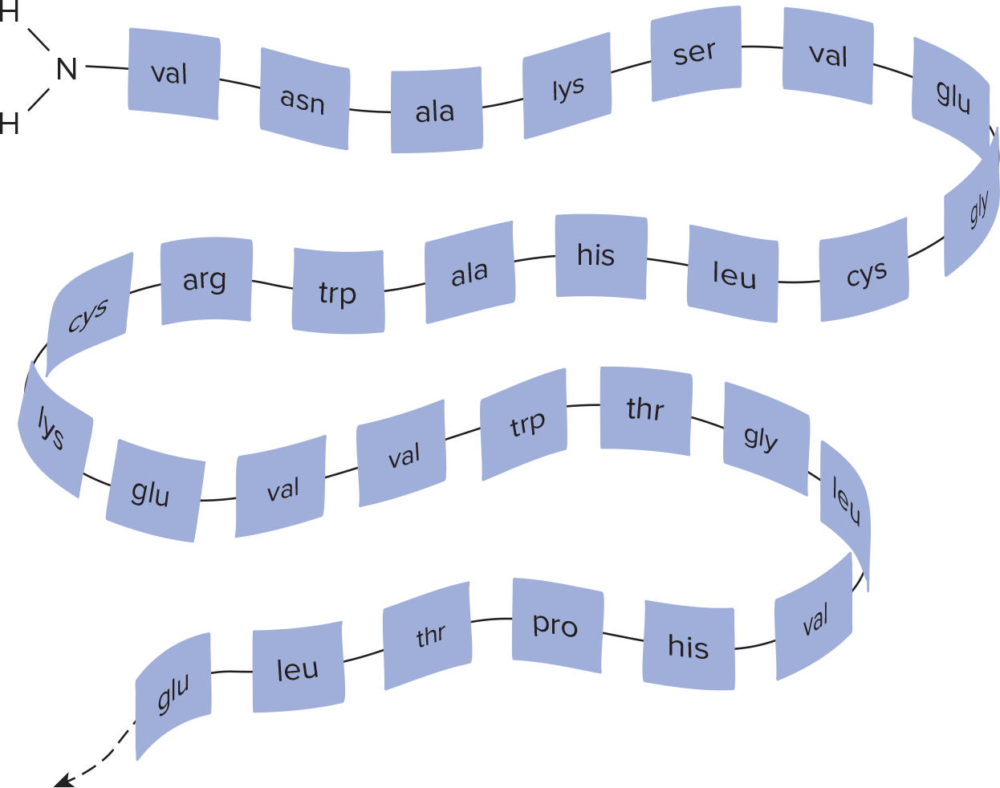 H
N val asn ala lys ser val glu
H
gly
cys arg trp ala his leu cys
lys glu val val trp thr gly leu
glu leu thr pro his val